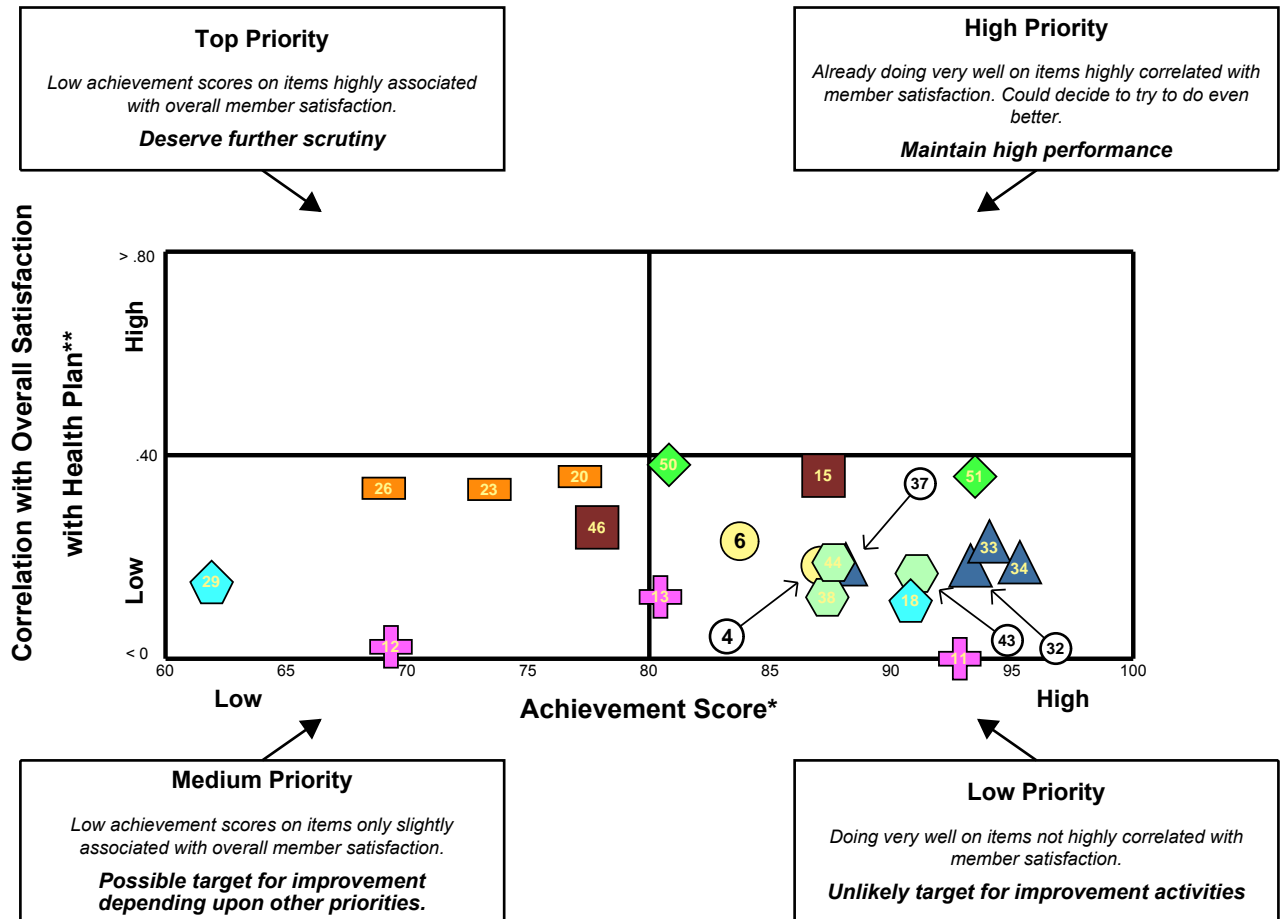 Top Priority
Low achievement scores on items highly associated
with overall member satisfaction.
Deserve further scrutiny
High Priority
Already doing very well on items highly correlated with
member satisfaction. Could decide to try to do even
better.
Maintain high performance
Correlation with Overall Satisfaction
with Health Plan**
> .80
High
.40
Low
< 0
50
20
15
51
26
23
37
46
6
33
44
34
29
13
38
18
4
43
32
12
11
60
65
70
75
80
85
90
95
100
Low
Achievement Score*
High
Medium Priority
Low achievement scores on items only slightly
associated with overall member satisfaction.
Possible target for improvement
depending upon other priorities.
Low Priority
Doing very well on items not highly correlated with
member satisfaction.
Unlikely target for improvement activities